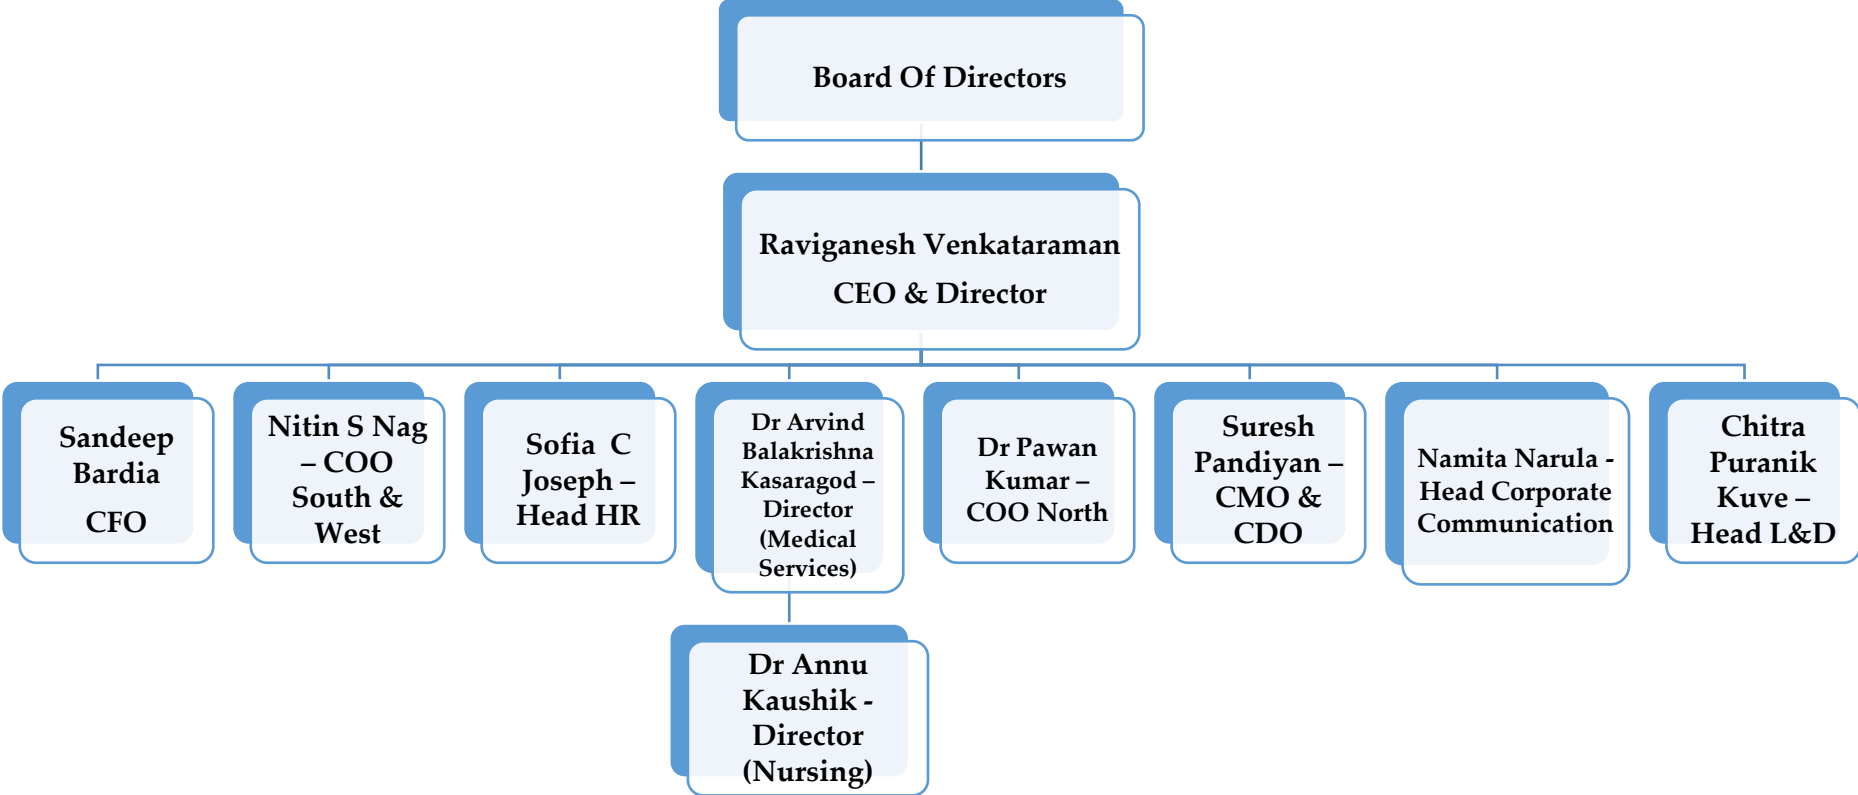 Board Of Directors
Raviganesh Venkataraman
CEO & Director
Sandeep
Bardia
CFO
Nitin S Nag
– COO
South &
West
Sofia C
Joseph –
Head HR
Dr Arvind
Balakrishna
Kasaragod –
Director
(Medical
Services)
Dr Pawan
Kumar –
COO North
Suresh
Pandiyan –
CMO &
CDO
Namita Narula -
Head Corporate
Communication
Chitra
Puranik
Kuve –
Head L&D
Dr Annu
Kaushik -
Director
(Nursing)